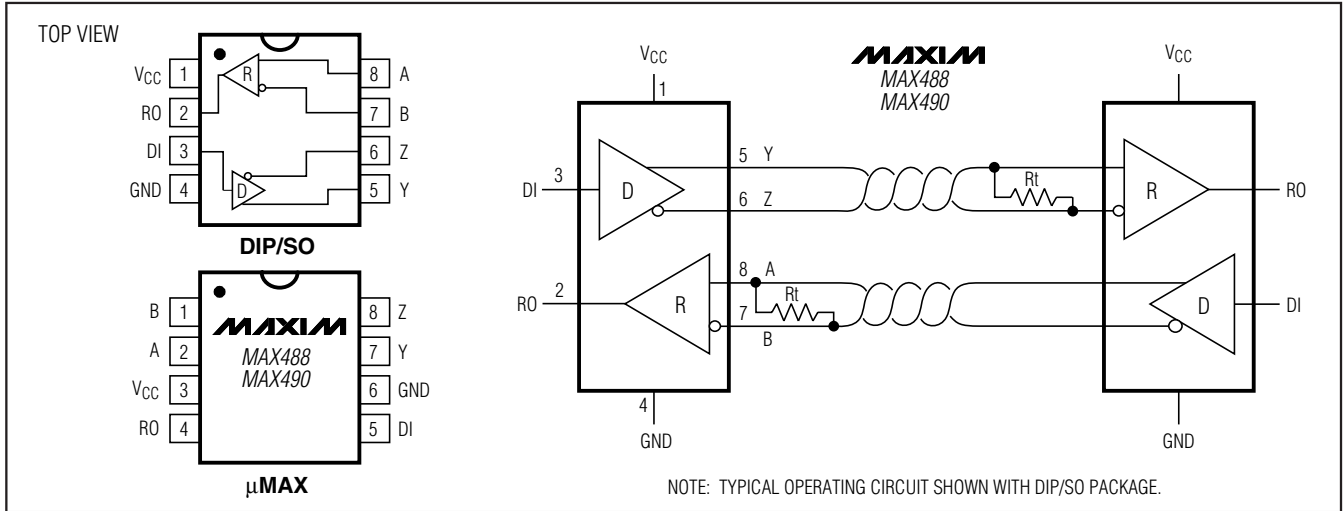 TOP VIEW
VCC 1
RO 2
DI 3
GND 4
R
D
8 A
7 B
6 Z
5 Y
DIP/SO
B 1
A 2
VCC 3
RO 4
MAXIM
MAX488
MAX490
8 Z
7 Y
6 GND
5 DI
μMAX
MAXIM
MAX488
MAX490
VCC
1
VCC
DI 3
D
5 Y
6 Z
Rt
R
RO
RO 2
R
8 A
7
B
Rt
D
DI
4
GND
GND
NOTE: TYPICAL OPERATING CIRCUIT SHOWN WITH DIP/SO PACKAGE.